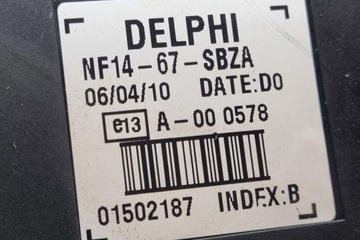 DELPHI
NF14-67-SBZA
06/04/10 DATE:D0
e13 A-00 0578
01502187 INDEX:B